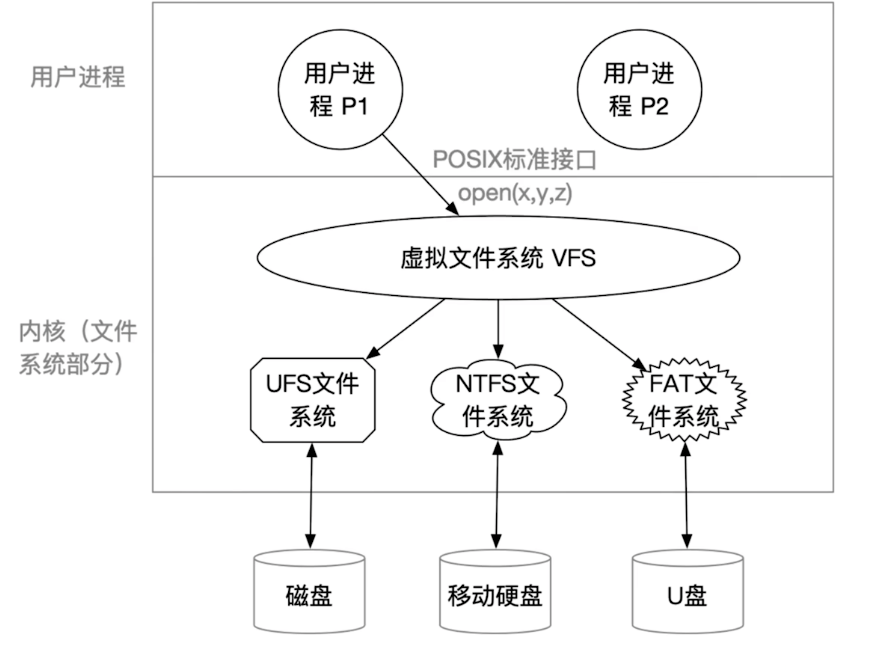 用户进程
用户进
程 P1
用户进
程 P2
POSIX标准接口
open(x,y,z)
虚拟文件系统 VFS
内核（文件
系统部分）
UFS文件
系统
NTFS文
件系统
FAT文
件系统
磁盘
移动硬盘
U盘